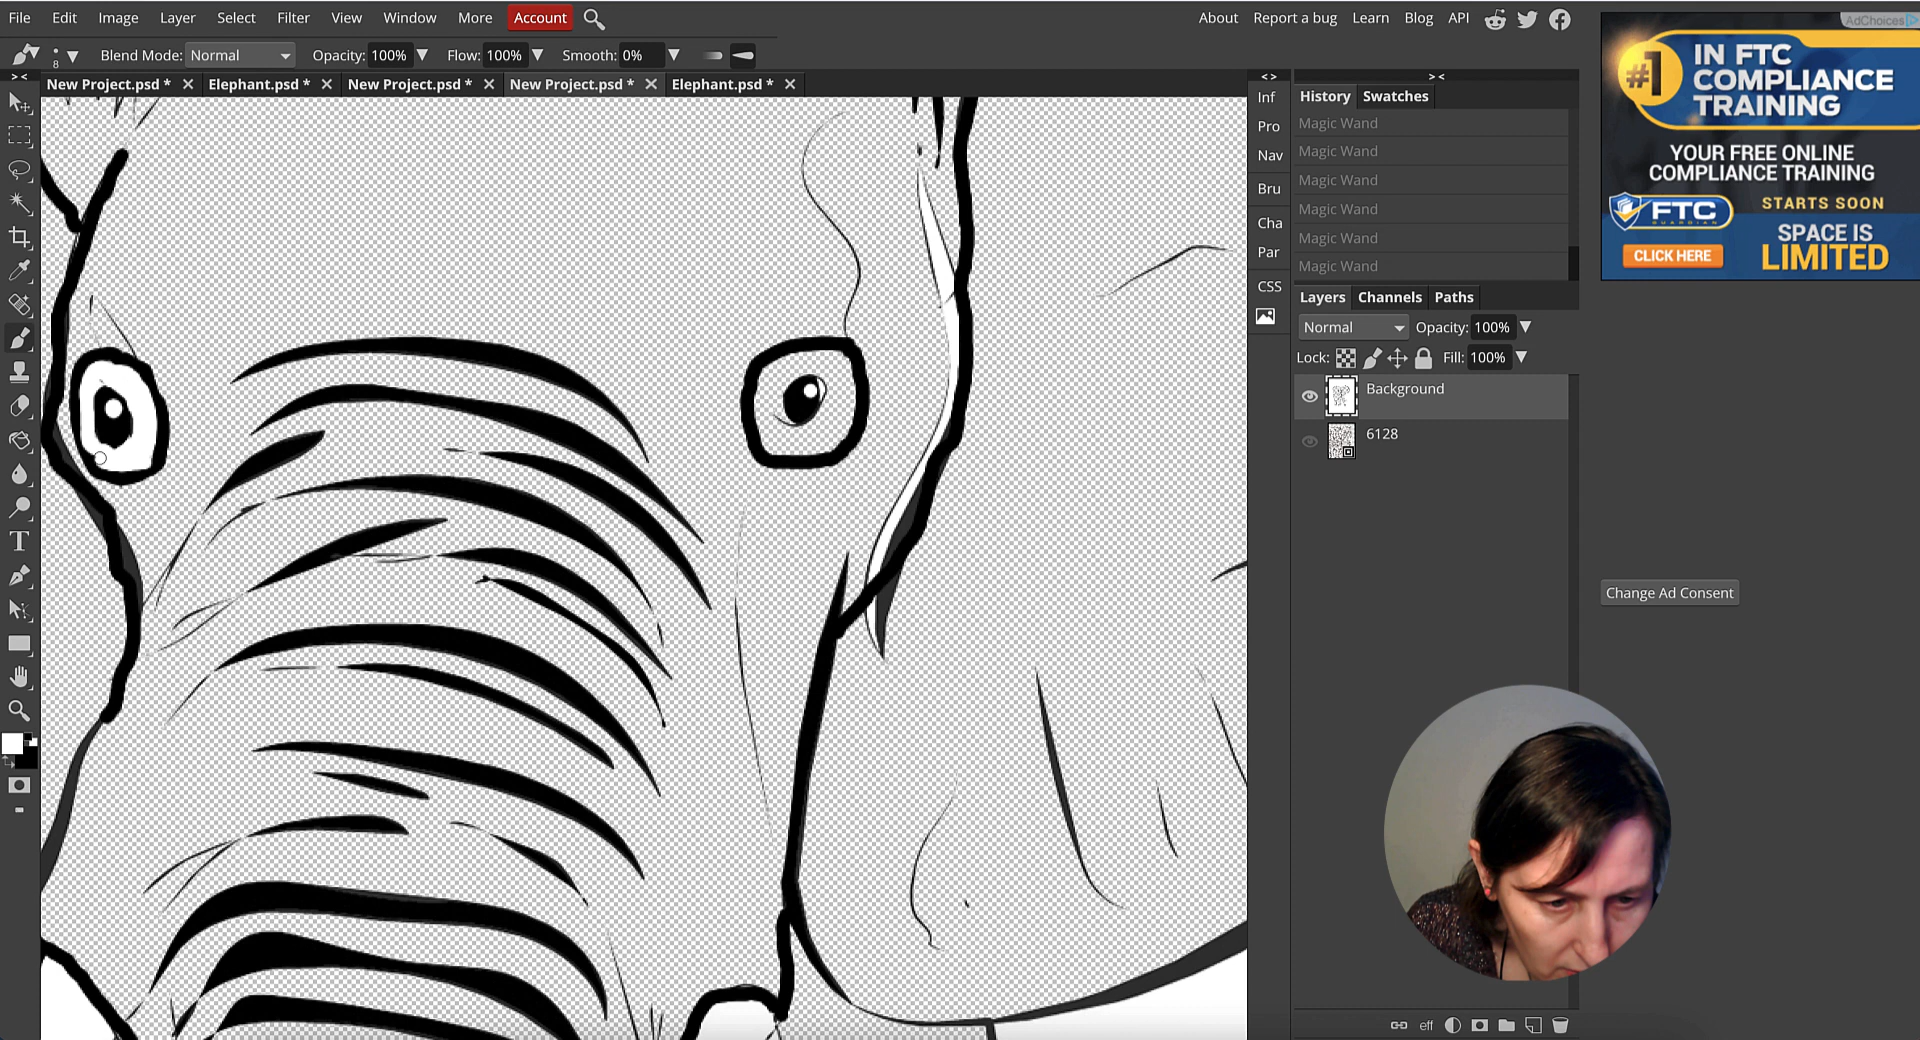 File Edit Image Layer Select Filter View Window More Account
About Report a bug Learn Blog API
8 Blend Mode: Normal Opacity: 100% Flow: 100% Smooth: 0%
New Project.psd * Elephant.psd * New Project.psd * New Project.psd * Elephant.psd *
Inf
Pro
Nav
Bru
Cha
Par
CSS
History Swatches
Magic Wand
Magic Wand
Magic Wand
Magic Wand
Magic Wand
Magic Wand
Layers Channels Paths
Normal Opacity: 100%
Lock: Fill: 100%
Background
6128
eff
AdChoices
#1 IN FTC
COMPLIANCE
TRAINING
YOUR FREE ONLINE
COMPLIANCE TRAINING
FTC
GUARDIAN
STARTS SOON
SPACE IS
LIMITED
CLICK HERE
Change Ad Consent